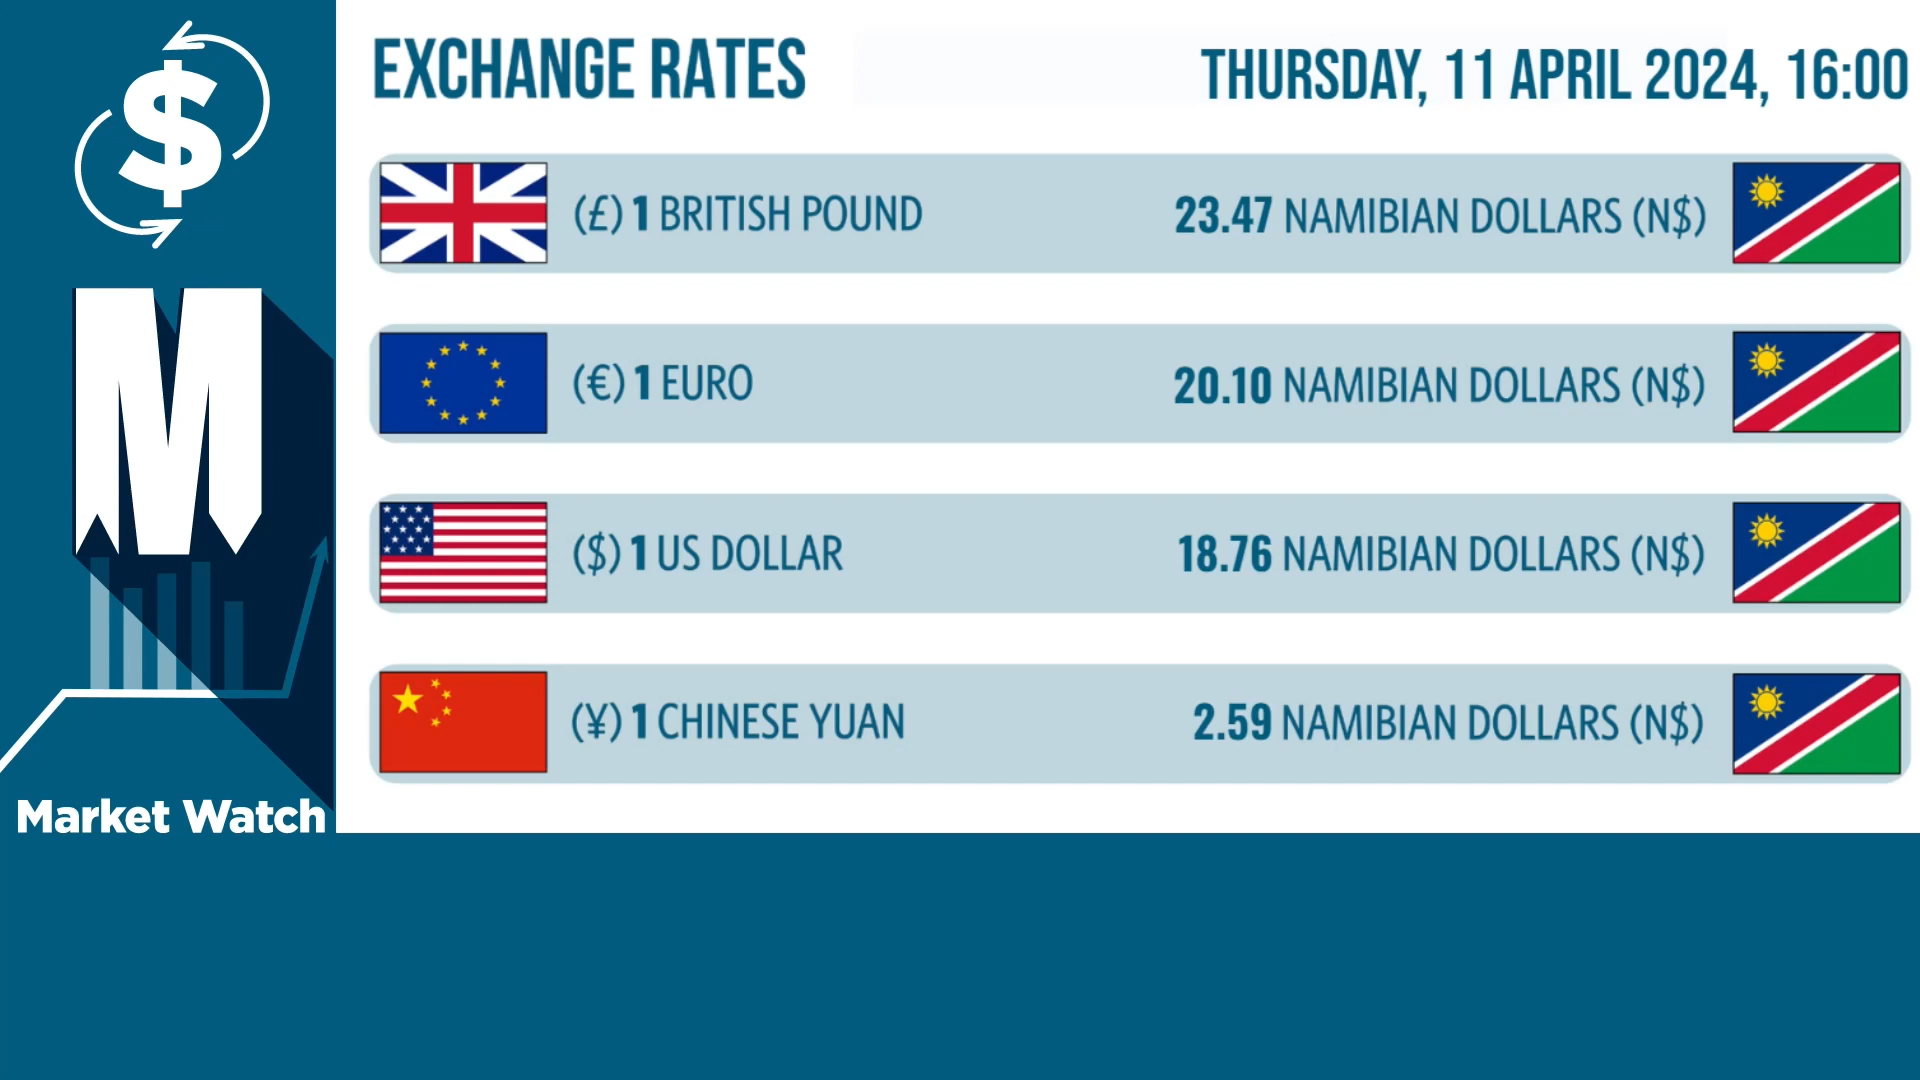 EXCHANGE RATES
THURSDAY, 11 APRIL 2024, 16:00
$
(£) 1 BRITISH POUND 23.47 NAMIBIAN DOLLARS (N$)
(€) 1 EURO 20.10 NAMIBIAN DOLLARS (N$)
($) 1 US DOLLAR 18.76 NAMIBIAN DOLLARS (N$)
(¥) 1 CHINESE YUAN 2.59 NAMIBIAN DOLLARS (N$)
M
Market Watch